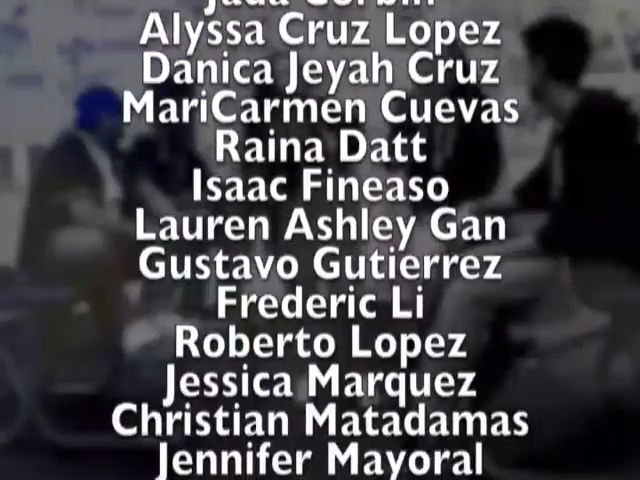 Alyssa Cruz Lopez
Danica Jeyah Cruz
MariCarmen Cuevas
Raina Datt
Isaac Fineaso
Lauren Ashley Gan
Gustavo Gutierrez
Frederic Li
Roberto Lopez
Jessica Marquez
Christian Matadamas
Jennifer Mayoral